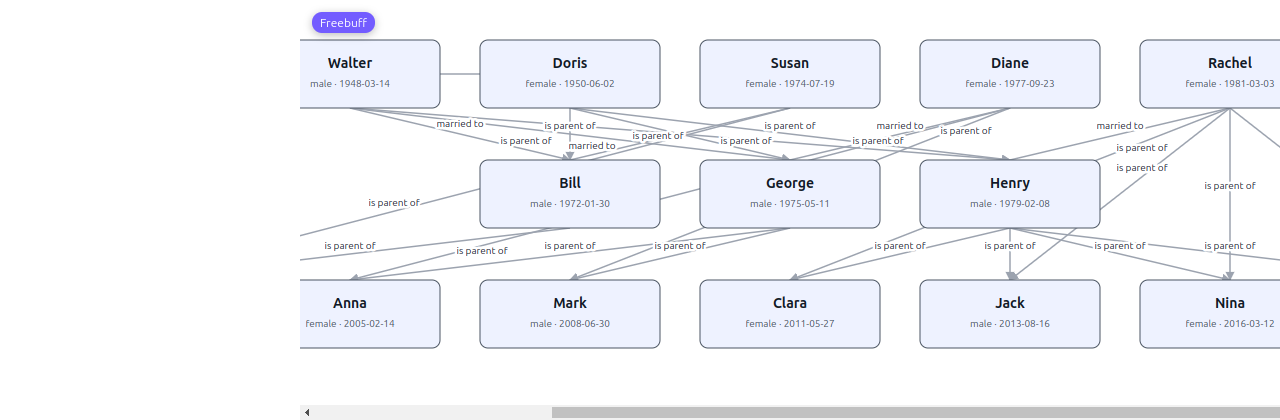 Freebuff
Walter
male · 1948-03-14
Doris
female · 1950-06-02
Susan
female · 1974-07-19
Diane
female · 1977-09-23
Rachel
female · 1981-03-03
married to
is parent of
is parent of
married to
is parent of
is parent of
is parent of
married to
is parent of
is parent of
married to
is parent of
is parent of
is parent of
Bill
male · 1972-01-30
George
male · 1975-05-11
Henry
male · 1979-02-08
is parent of
is parent of
is parent of
is parent of
is parent of
is parent of
is parent of
is parent of
is parent of
Anna
female · 2005-02-14
Mark
male · 2008-06-30
Clara
female · 2011-05-27
Jack
male · 2013-08-16
Nina
female · 2016-03-12